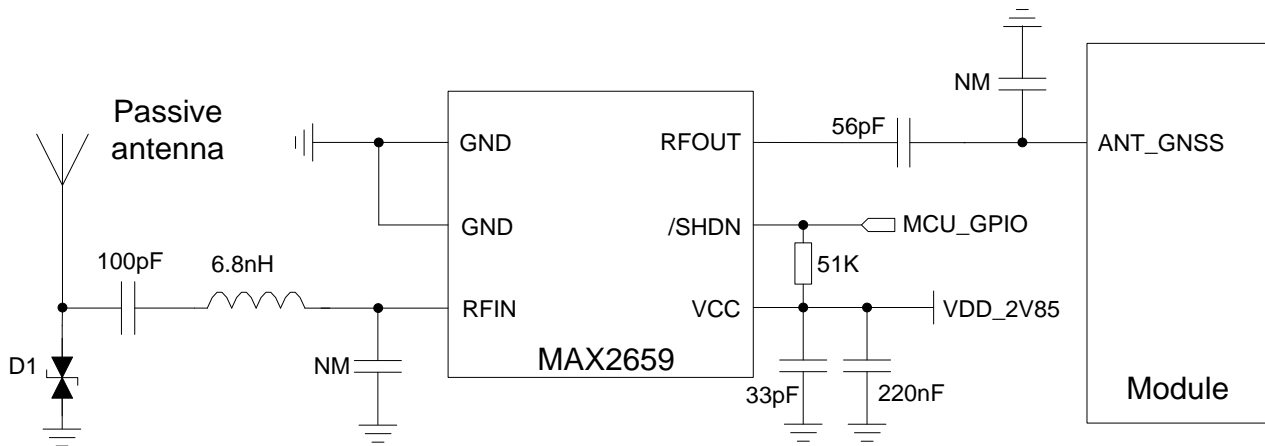 Passive
antenna
100pF
6.8nH
D1
NM
GND
GND
RFIN
RFOUT
/SHDN
VCC
MAX2659
56pF
NM
MCU_GPIO
51K
VDD_2V85
33pF
220nF
ANT_GNSS
Module